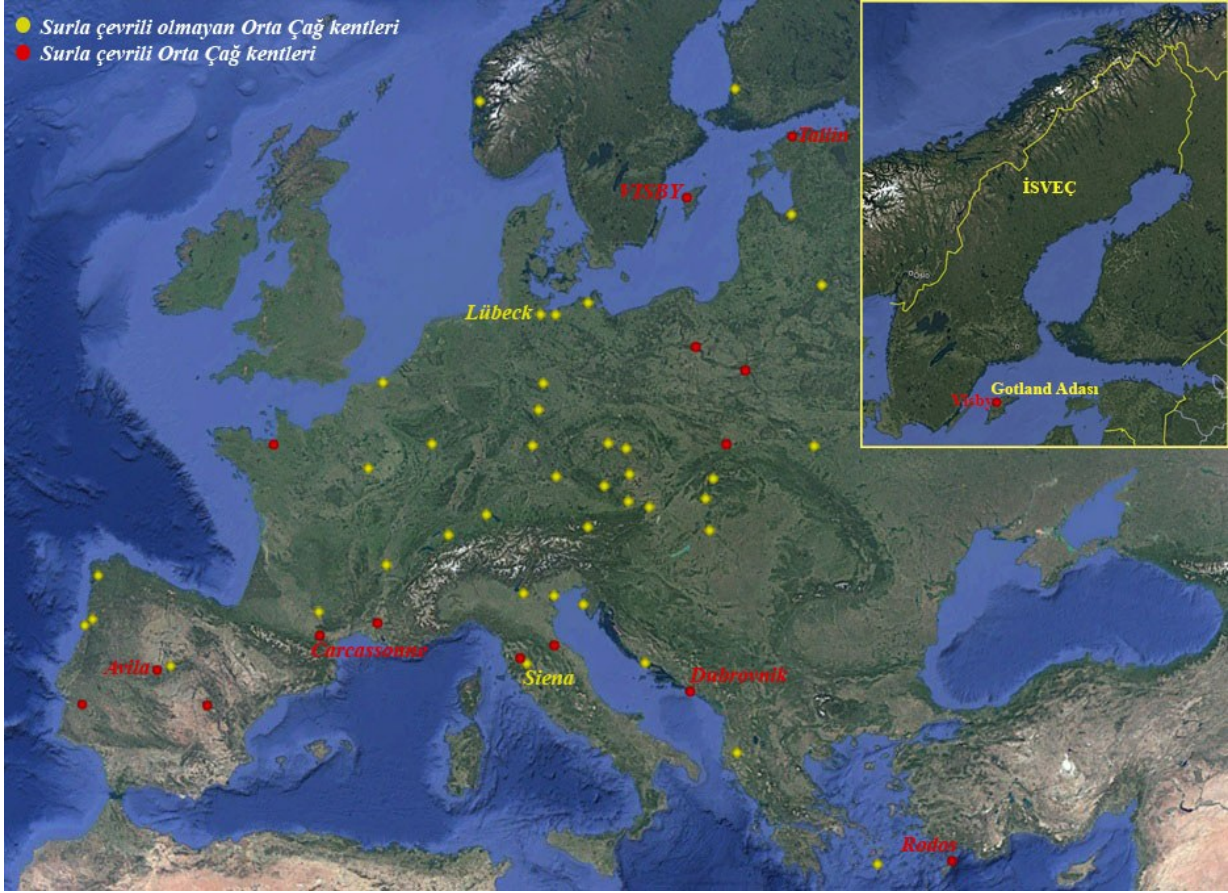 Surla çevrili olmayan Orta Çağ kentleri
Surla çevrili Orta Çağ kentleri
Tallin
VISBY
İSVEÇ
Oslo
Lübeck
Gotland Adası
Visby
Carcassonne
Avila
Siena
Dubrovnik
Rodos